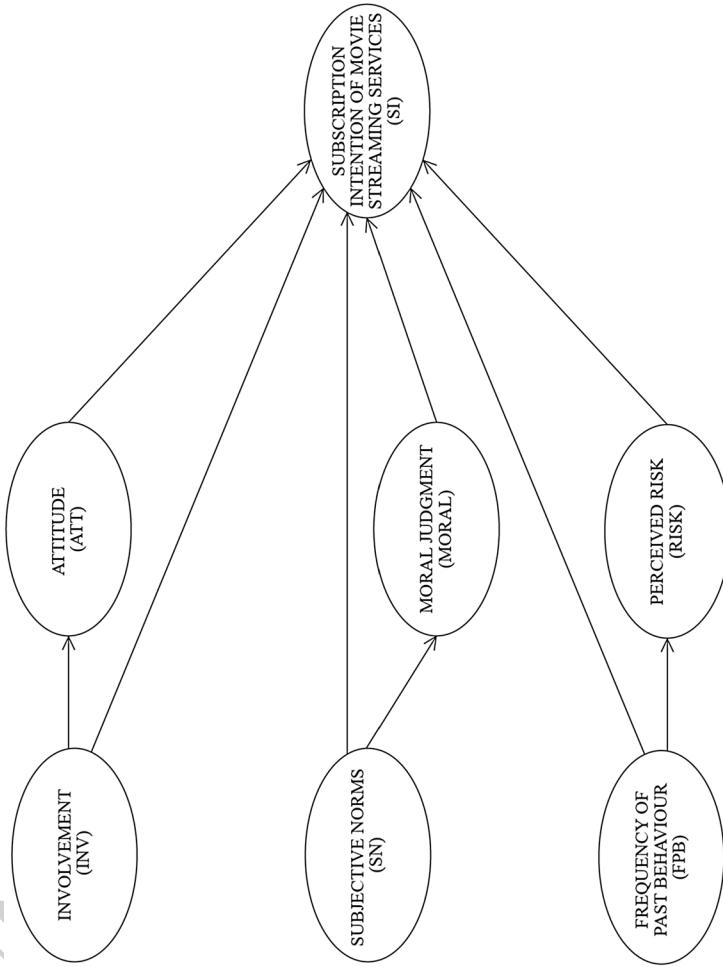 INVOLVEMENT
(INV)
ATTITUDE
(ATT)
SUBJECTIVE NORMS
(SN)
MORAL JUDGMENT
(MORAL)
FREQUENCY OF
PAST BEHAVIOUR
(FPB)
PERCEIVED RISK
(RISK)
SUBSCRIPTION
INTENTION OF MOVIE
STREAMING SERVICES
(SI)